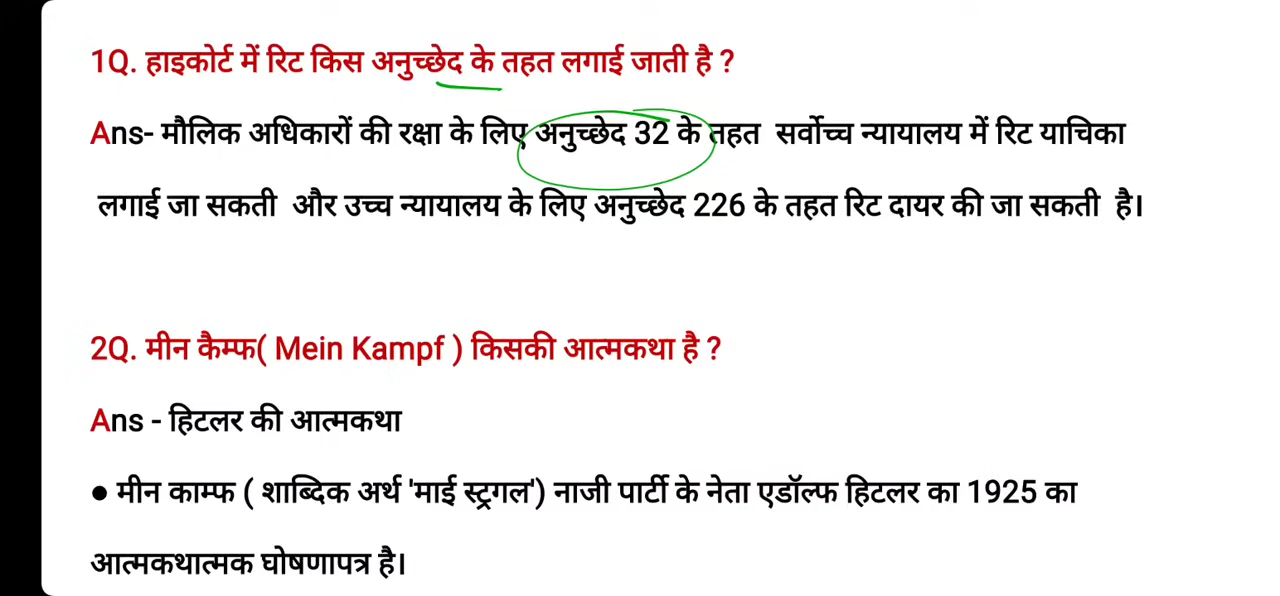 1Q. हाइकोर्ट में रिट किस अनुच्छेद के तहत लगाई जाती है ?
Ans- मौलिक अधिकारों की रक्षा के लिए अनुच्छेद 32 के तहत सर्वोच्च न्यायालय में रिट याचिका
लगाई जा सकती और उच्च न्यायालय के लिए अनुच्छेद 226 के तहत रिट दायर की जा सकती है।
2Q. मीन कैम्फ( Mein Kampf ) किसकी आत्मकथा है ?
Ans - हिटलर की आत्मकथा
● मीन काम्फ ( शाब्दिक अर्थ 'माई स्ट्रगल') नाजी पार्टी के नेता एडॉल्फ हिटलर का 1925 का
आत्मकथात्मक घोषणापत्र है।